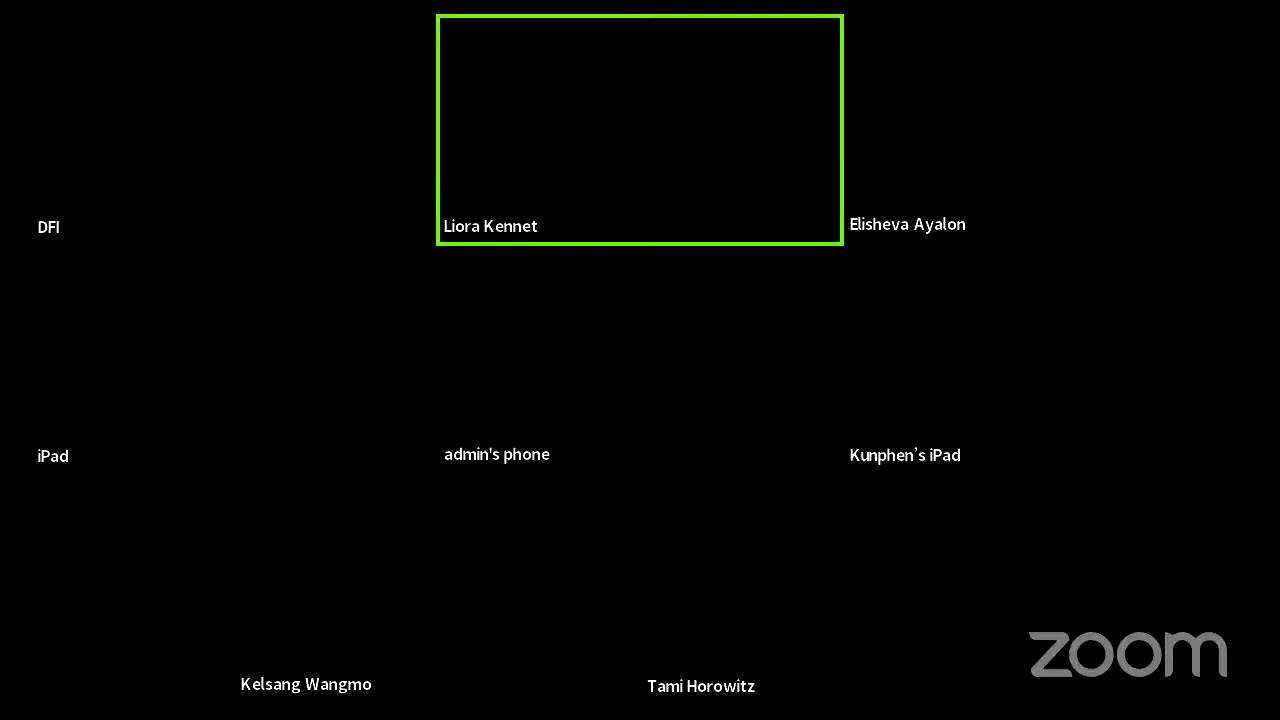 DFI
Liora Kennet
Elisheva Ayalon
iPad
admin's phone
Kunphen’s iPad
Kelsang Wangmo
Tami Horowitz
zoom